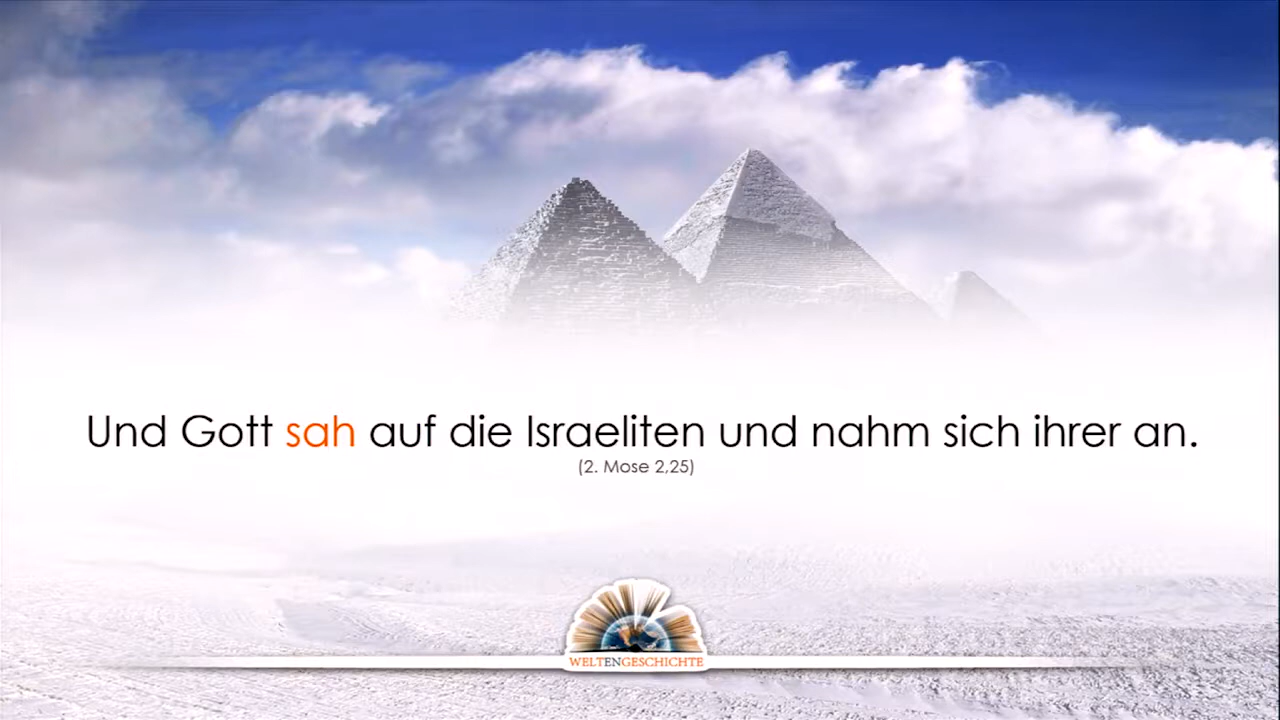 Und Gott sah auf die Israeliten und nahm sich ihrer an.
(2. Mose 2,25)
WELTENGESCHICHTE